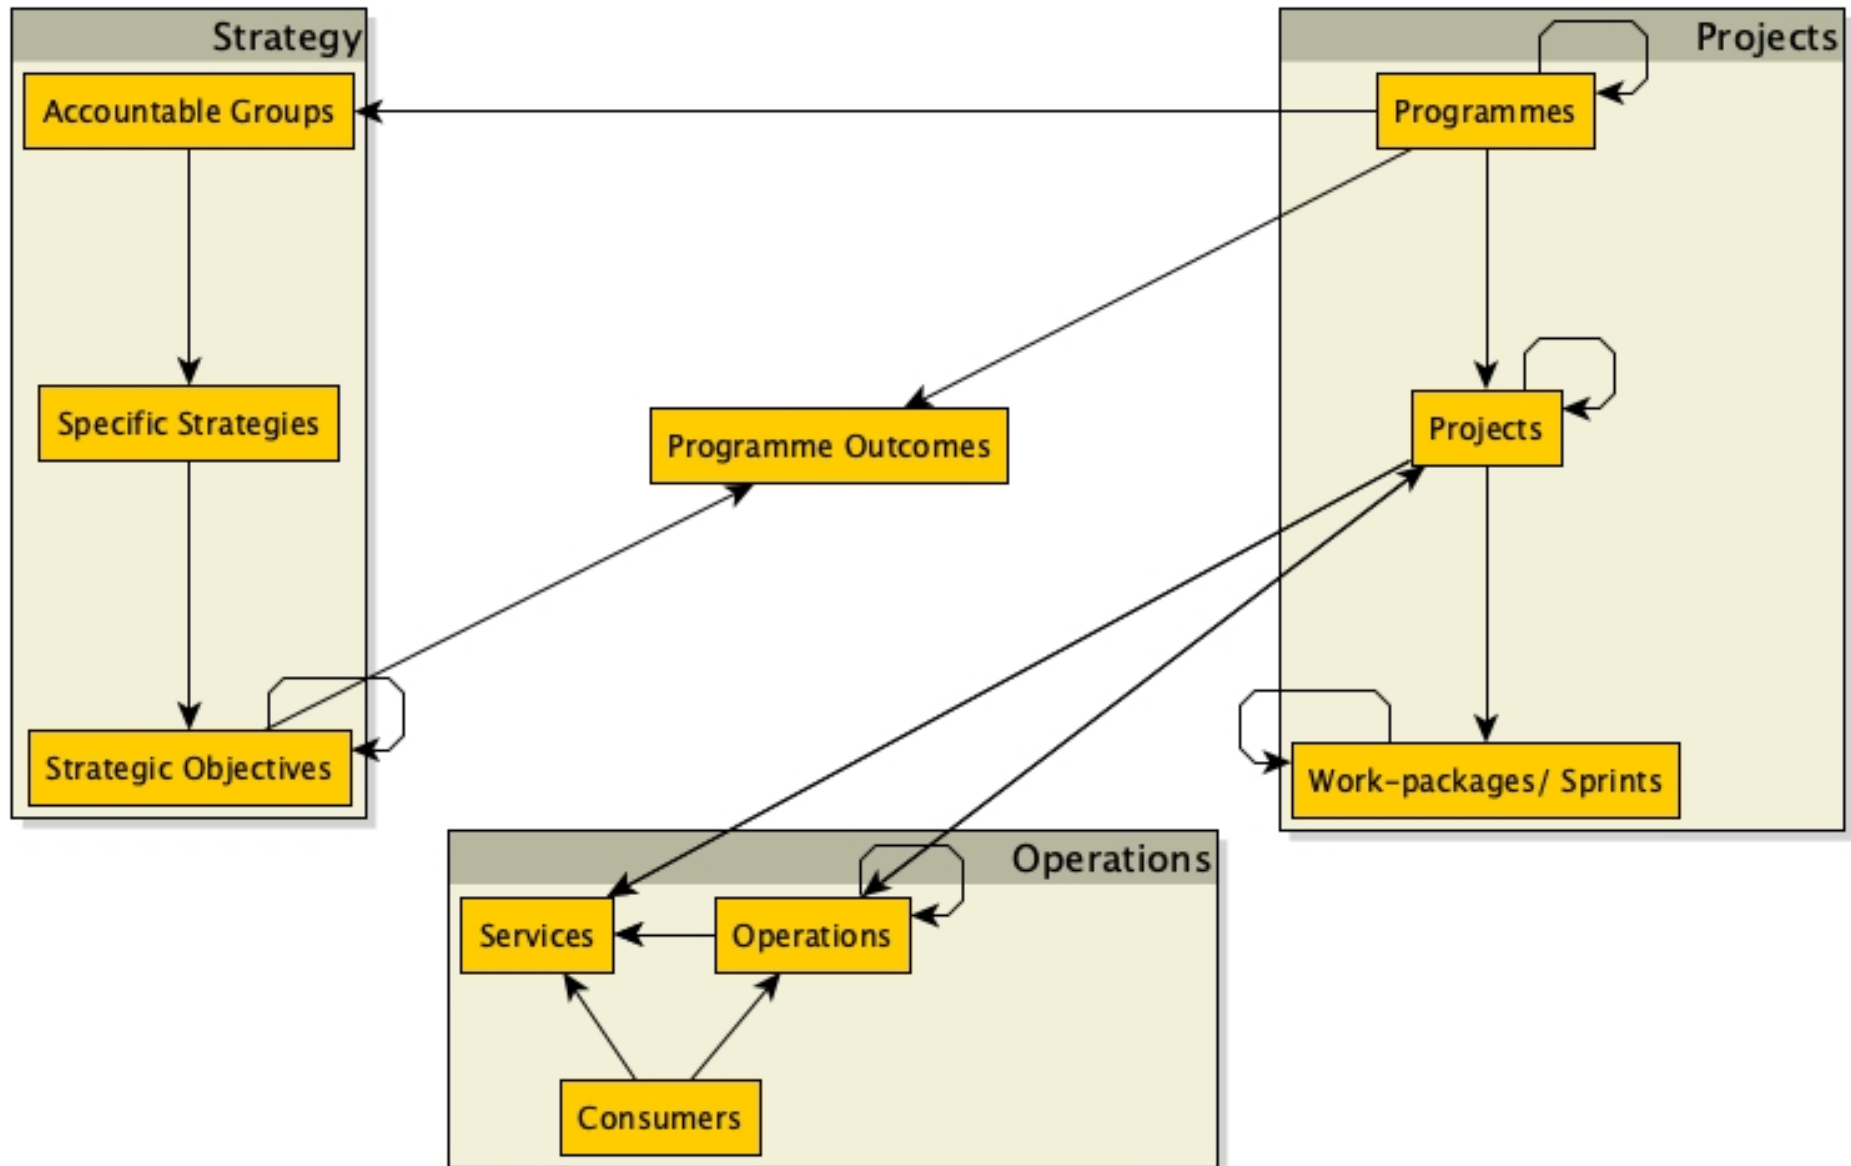 Strategy
Accountable Groups
Specific Strategies
Strategic Objectives
Programme Outcomes
Projects
Programmes
Projects
Work-packages/ Sprints
Operations
Services
Operations
Consumers